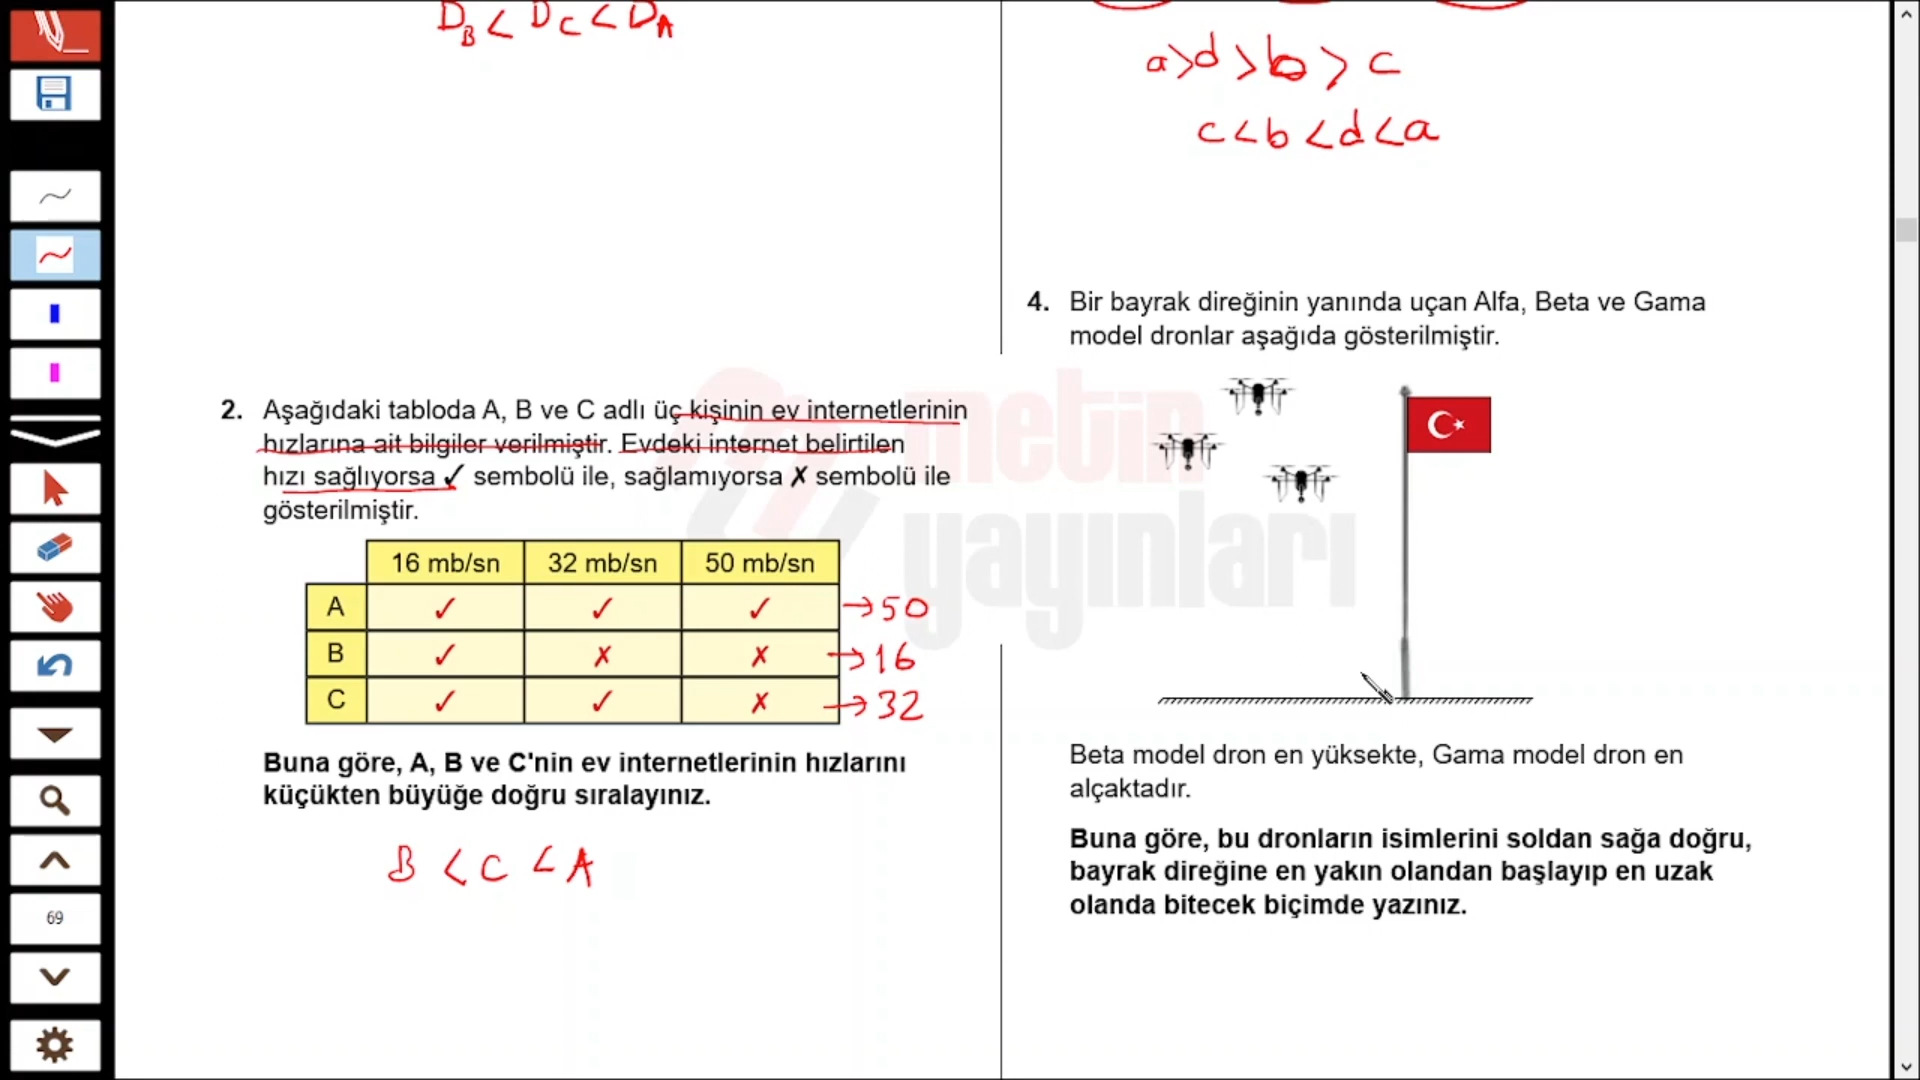 D_B < D_C < D_A
2. Aşağıdaki tabloda A, B ve C adlı üç kişinin ev internetlerinin
hızlarına ait bilgiler verilmiştir. Evdeki internet belirtilen
hızı sağlıyorsa ✓ sembolü ile, sağlamıyorsa ✗ sembolü ile
gösterilmiştir.
16 mb/sn 32 mb/sn 50 mb/sn
A ✓ ✓ ✓ →50
B ✓ ✗ ✗ →16
C ✓ ✓ ✗ →32
Buna göre, A, B ve C'nin ev internetlerinin hızlarını
küçükten büyüğe doğru sıralayınız.
B < C < A
a>d>b>c
c<b<d<a
4. Bir bayrak direğinin yanında uçan Alfa, Beta ve Gama
model dronlar aşağıda gösterilmiştir.
Beta model dron en yüksekte, Gama model dron en
alçaktadır.
Buna göre, bu dronların isimlerini soldan sağa doğru,
bayrak direğine en yakın olandan başlayıp en uzak
olanda bitecek biçimde yazınız.
metin
yayınları
69